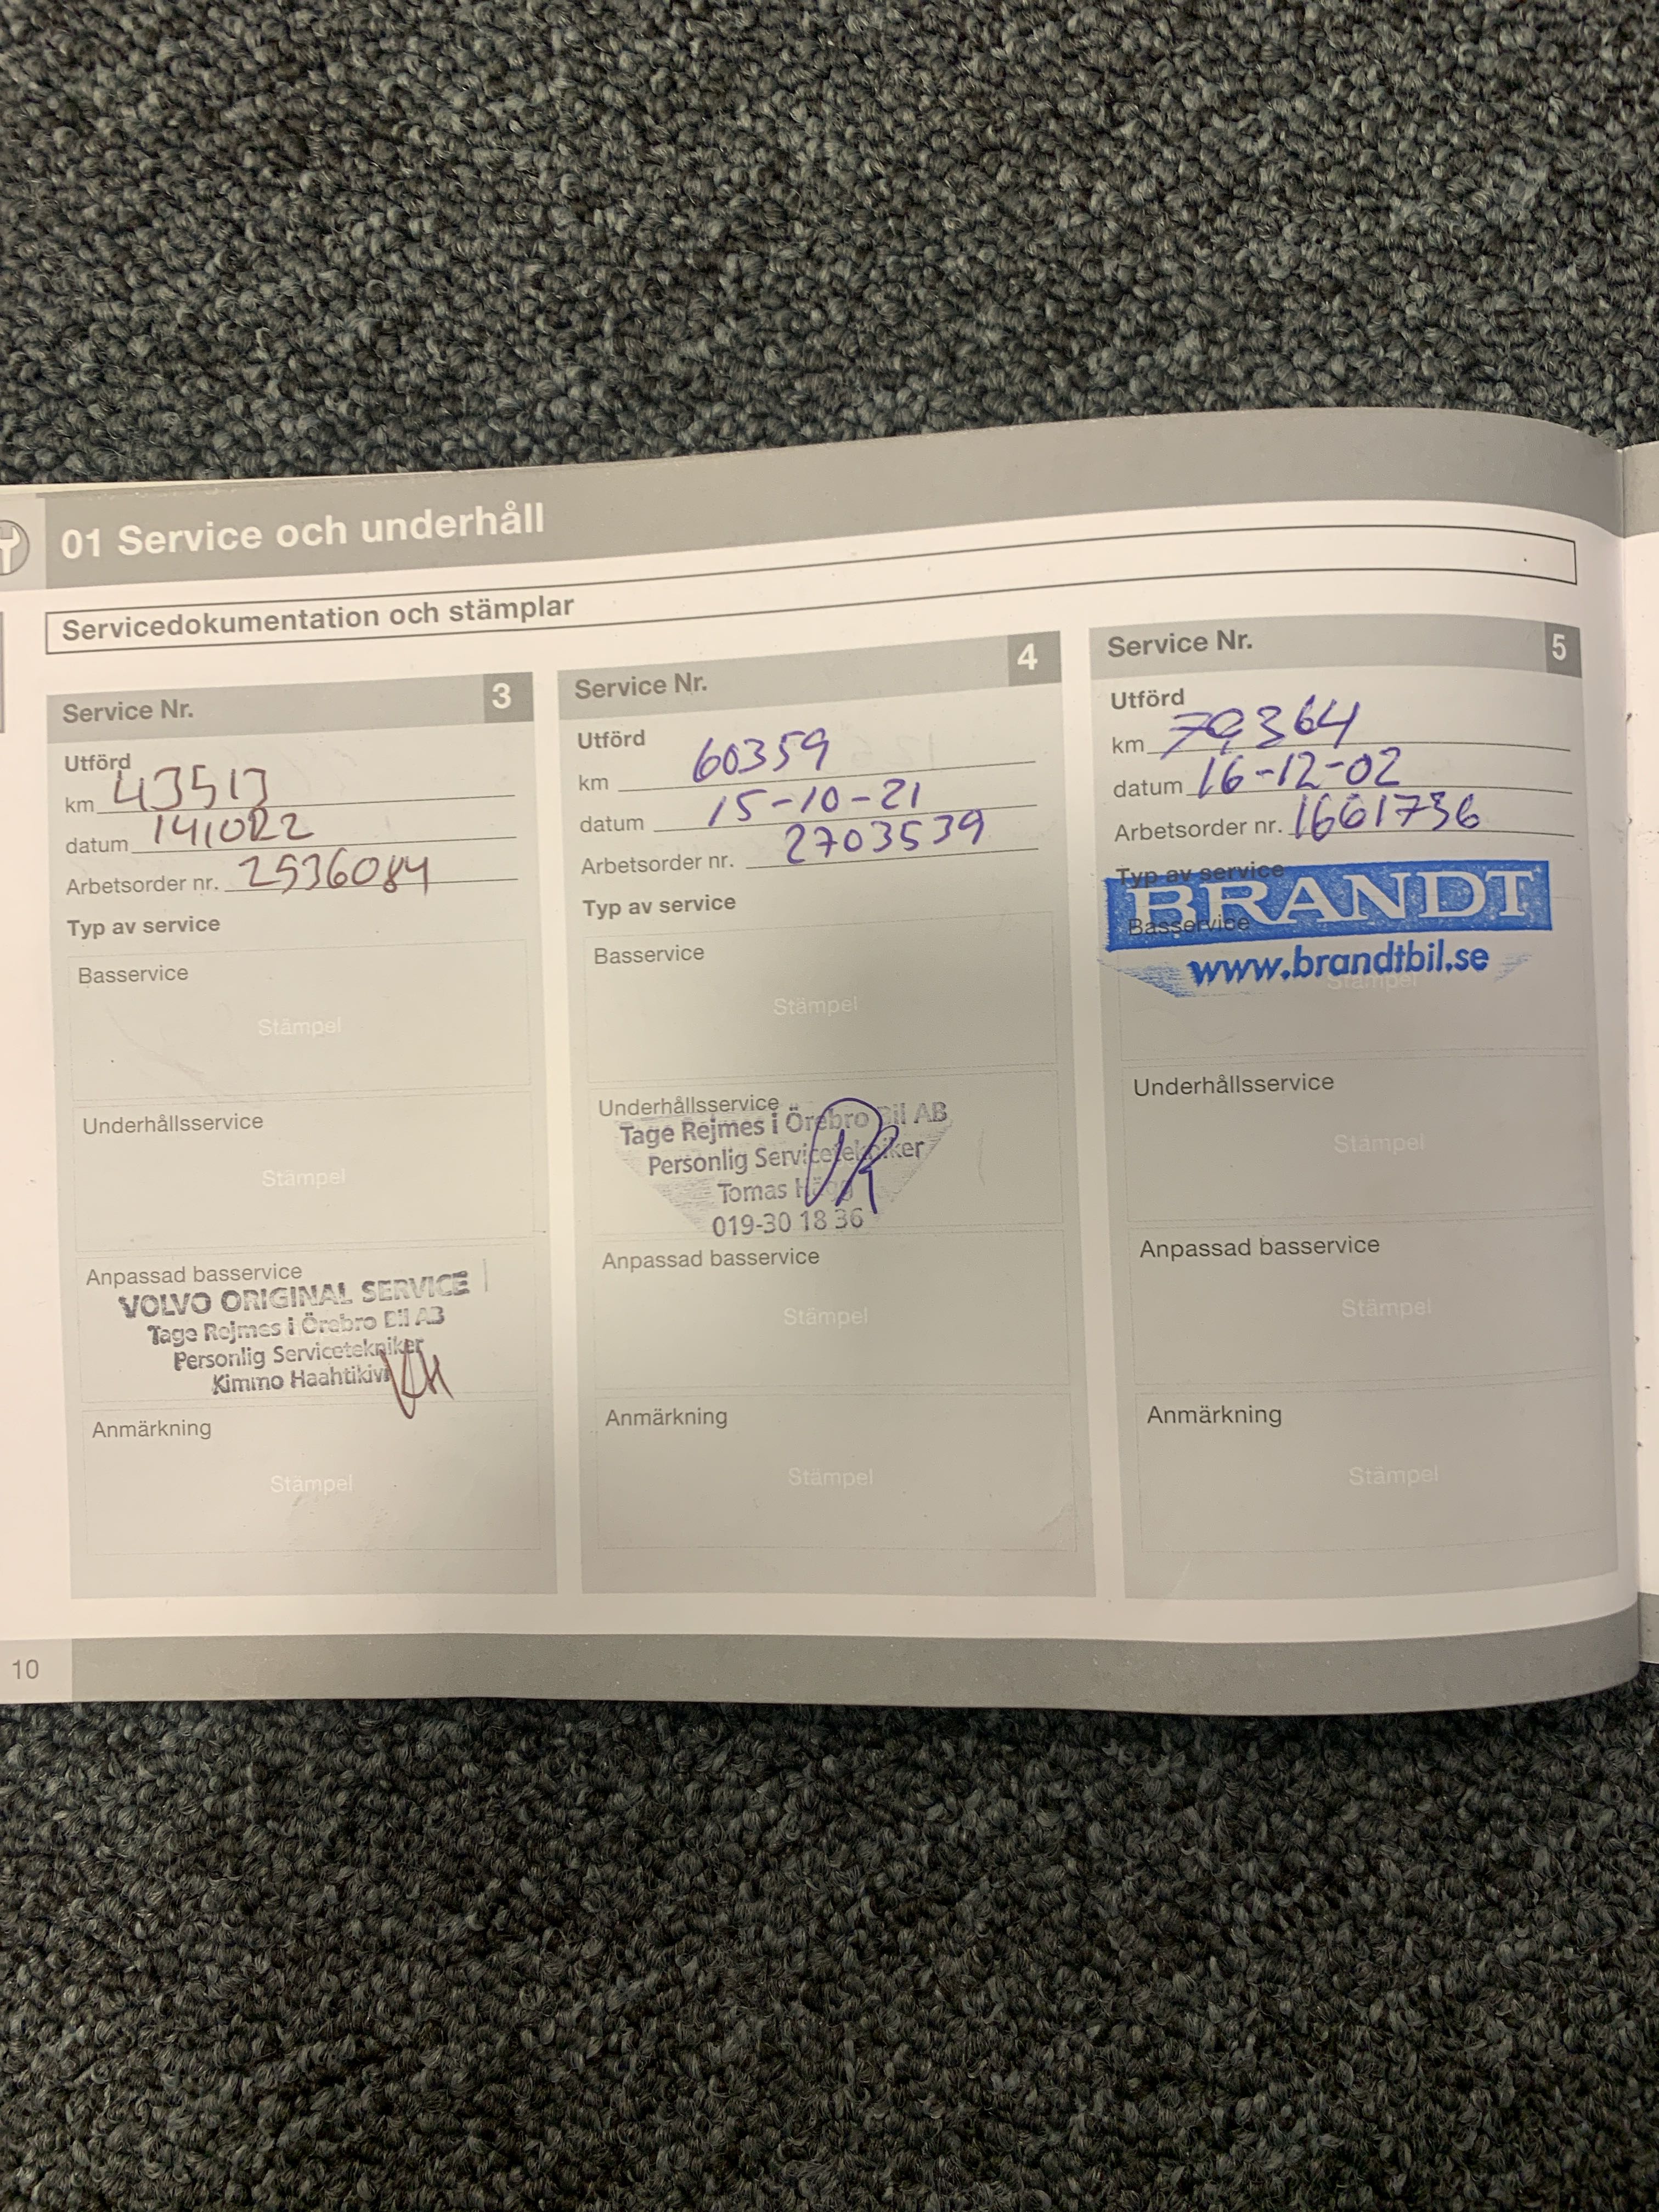 01 Service och underhåll
Servicedokumentation och stämplar
Service Nr. 3
Utförd
km 43513
datum 141022
Arbetsorder nr. 2536084
Typ av service
Basservice
Stämpel
Underhållsservice
Stämpel
Anpassad basservice
VOLVO ORIGINAL SERVICE
Tage Rejmes i Örebro Bil AB
Personlig Servicetekniker
Kimmo Haahtikivi
Anmärkning
Stämpel
Service Nr. 4
Utförd
km 60359
datum 15-10-21
Arbetsorder nr. 2703539
Typ av service
Basservice
Stämpel
Underhållsservice
Tage Rejmes i Örebro Bil AB
Personlig Servicetekniker
Tomas
019-30 18 36
Anpassad basservice
Stämpel
Anmärkning
Stämpel
Service Nr. 5
Utförd
km 79364
datum 16-12-02
Arbetsorder nr. 1661736
Typ av service
BRANDT
Basservice
www.brandtbil.se
Stämpel
Underhållsservice
Stämpel
Anpassad basservice
Stämpel
Anmärkning
Stämpel
10